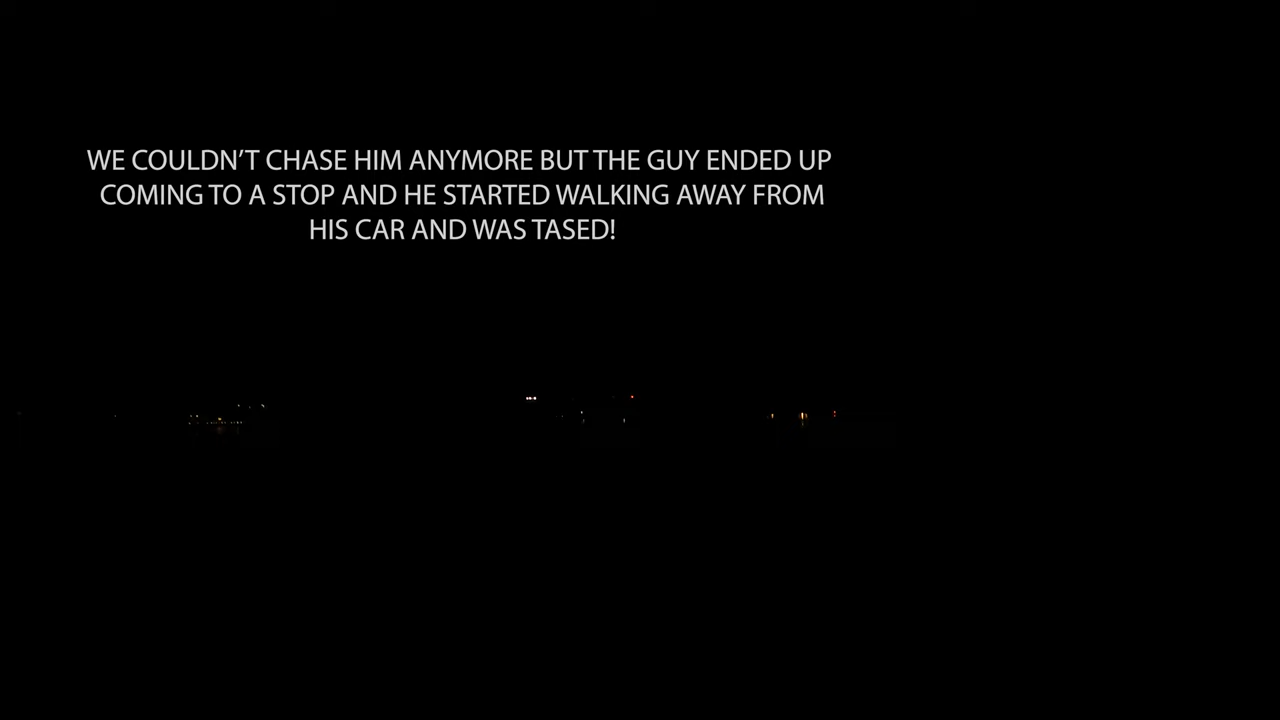 WE COULDN’T CHASE HIM ANYMORE BUT THE GUY ENDED UP
COMING TO A STOP AND HE STARTED WALKING AWAY FROM
HIS CAR AND WAS TASED!